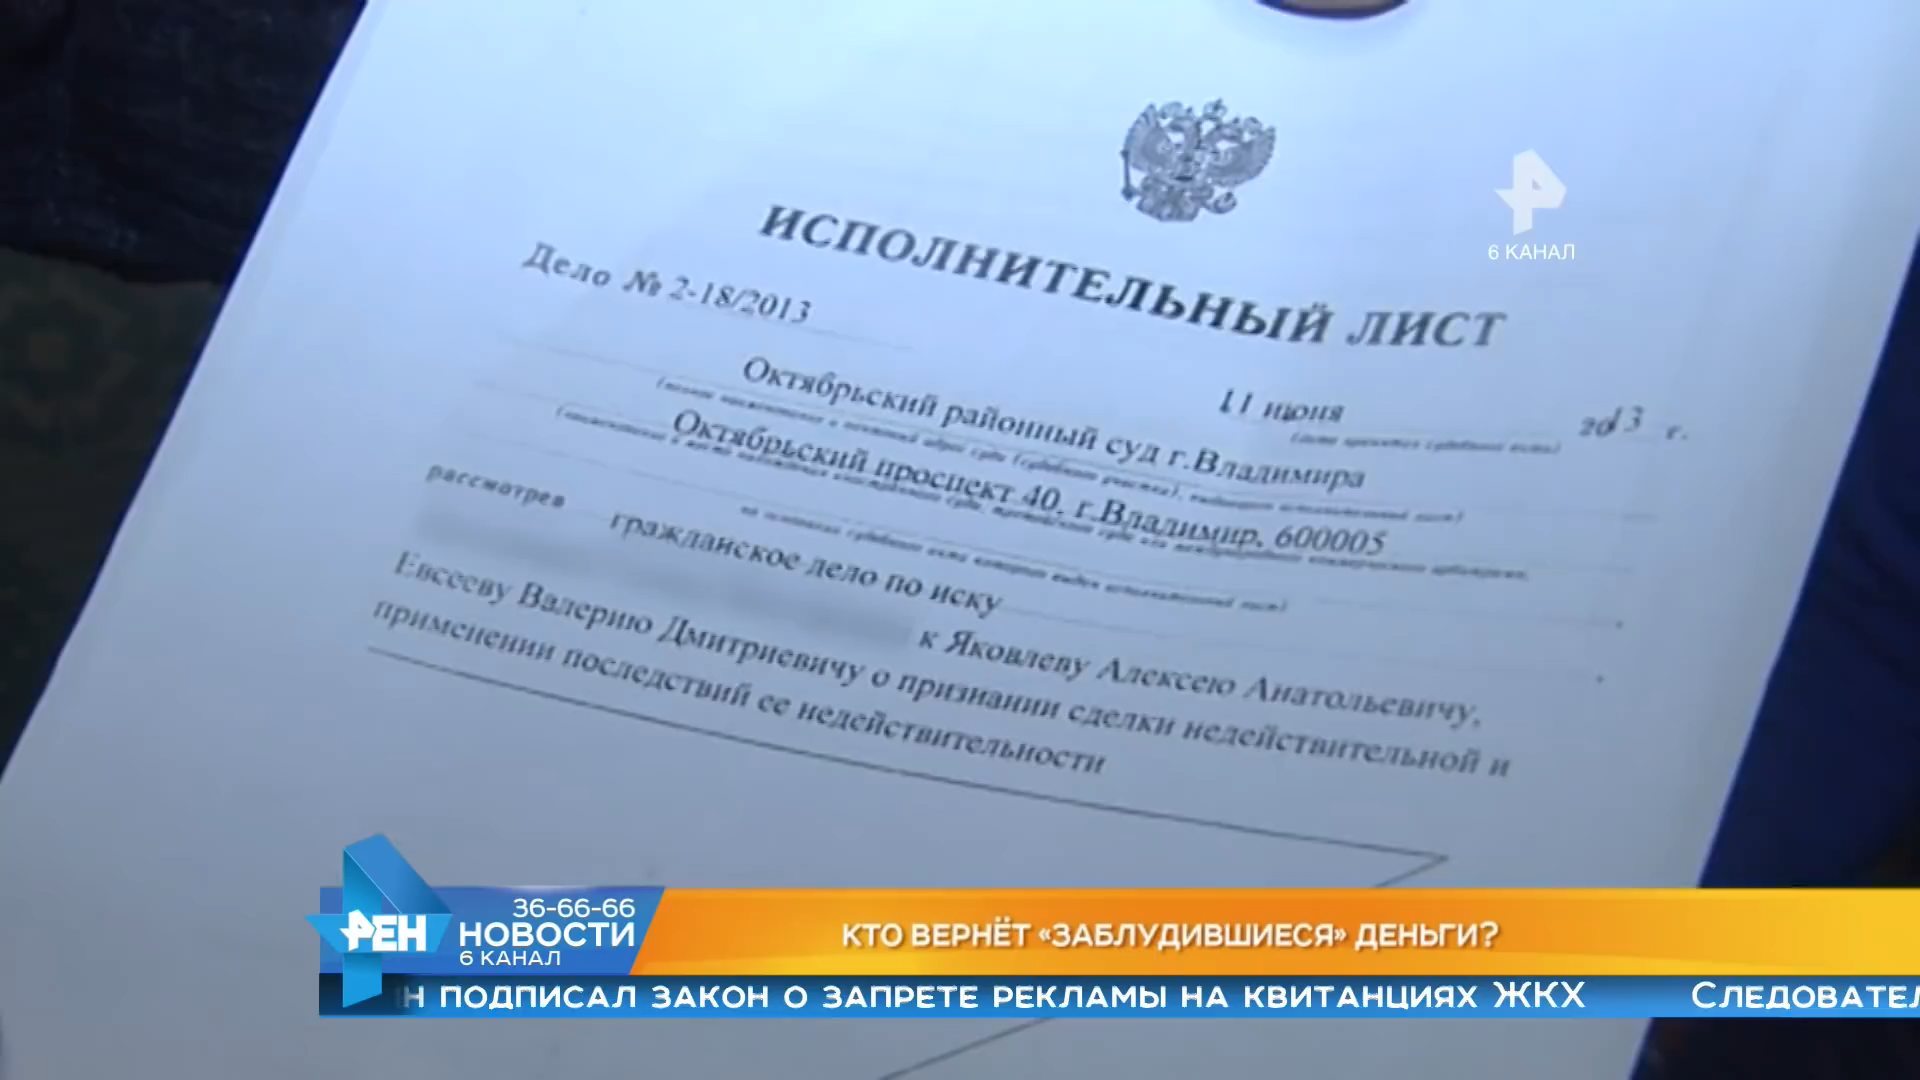 ИСПОЛНИТЕЛЬНЫЙ ЛИСТ
6 КАНАЛ
Дело № 2-18/2013
11 июня 2013 г.
Октябрьский районный суд г.Владимира
Октябрьский проспект 40, г.Владимир, 600005
рассмотрев
гражданское дело по иску
к Яковлеву Алексею Анатольевичу,
Евсееву Валерию Дмитриевичу о признании сделки недействительной и
применении последствий ее недействительности
36-66-66
РЕН НОВОСТИ
6 КАНАЛ
КТО ВЕРНЁТ «ЗАБЛУДИВШИЕСЯ» ДЕНЬГИ?
Н ПОДПИСАЛ ЗАКОН О ЗАПРЕТЕ РЕКЛАМЫ НА КВИТАНЦИЯХ ЖКХ СЛЕДОВАТЕЛ